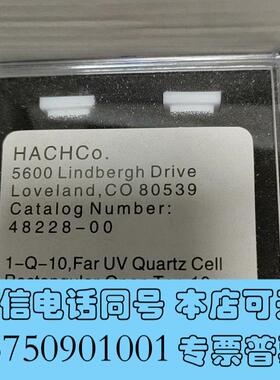 HACHCo.
5600 Lindbergh Drive
Loveland,CO 80539
Catalog Number:
48228-00
1-Q-10,Far UV Quartz Cell
信电话同号 本店可
3750901001 专票普